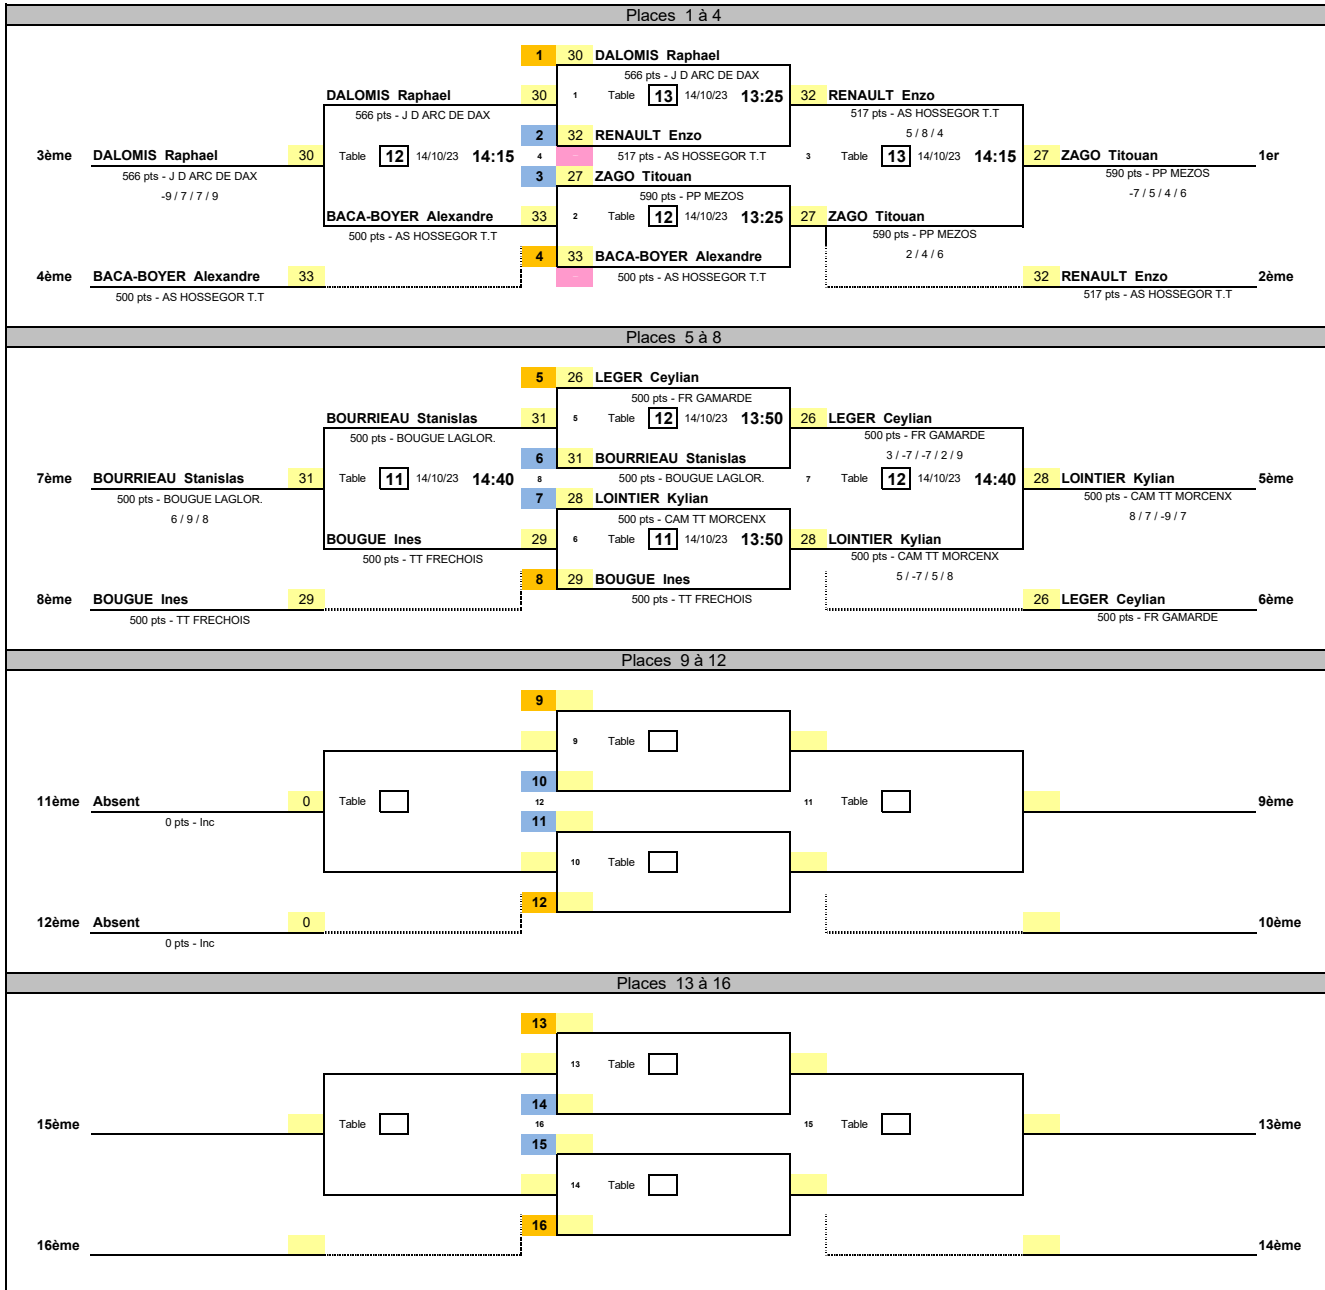 Places 1 à 4
1 30 DALOMIS Raphael
566 pts - J D ARC DE DAX
DALOMIS Raphael 30 1 Table 13 14/10/23 13:25 32 RENAULT Enzo
566 pts - J D ARC DE DAX 517 pts - AS HOSSEGOR T.T
2 32 RENAULT Enzo 5 / 8 / 4
3ème DALOMIS Raphael 30 Table 12 14/10/23 14:15 4 517 pts - AS HOSSEGOR T.T 3 Table 13 14/10/23 14:15 27 ZAGO Titouan 1er
566 pts - J D ARC DE DAX 3 27 ZAGO Titouan 590 pts - PP MEZOS
-9 / 7 / 7 / 9 590 pts - PP MEZOS -7 / 5 / 4 / 6
BACA-BOYER Alexandre 33 2 Table 12 14/10/23 13:25 27 ZAGO Titouan
500 pts - AS HOSSEGOR T.T 590 pts - PP MEZOS
4 33 BACA-BOYER Alexandre 2 / 4 / 6
4ème BACA-BOYER Alexandre 33 500 pts - AS HOSSEGOR T.T 32 RENAULT Enzo 2ème
500 pts - AS HOSSEGOR T.T 517 pts - AS HOSSEGOR T.T
Places 5 à 8
5 26 LEGER Ceylian
500 pts - FR GAMARDE
BOURRIEAU Stanislas 31 5 Table 12 14/10/23 13:50 26 LEGER Ceylian
500 pts - BOUGUE LAGLOR. 500 pts - FR GAMARDE
6 31 BOURRIEAU Stanislas 3 / -7 / -7 / 2 / 9
7ème BOURRIEAU Stanislas 31 Table 11 14/10/23 14:40 8 500 pts - BOUGUE LAGLOR. 7 Table 12 14/10/23 14:40 28 LOINTIER Kylian 5ème
500 pts - BOUGUE LAGLOR. 7 28 LOINTIER Kylian 500 pts - CAM TT MORCENX
6 / 9 / 8 500 pts - CAM TT MORCENX 8 / 7 / -9 / 7
BOUGUE Ines 29 6 Table 11 14/10/23 13:50 28 LOINTIER Kylian
500 pts - TT FRECHOIS 500 pts - CAM TT MORCENX
8 29 BOUGUE Ines 5 / -7 / 5 / 8
8ème BOUGUE Ines 29 500 pts - TT FRECHOIS 26 LEGER Ceylian 6ème
500 pts - TT FRECHOIS 500 pts - FR GAMARDE
Places 9 à 12
9
9 Table
10
11ème Absent 0 Table 12 11 Table 9ème
0 pts - Inc 11
10 Table
12
12ème Absent 0 10ème
0 pts - Inc
Places 13 à 16
13
13 Table
14
15ème Table 16 15 Table 13ème
15
14 Table
16
16ème 14ème